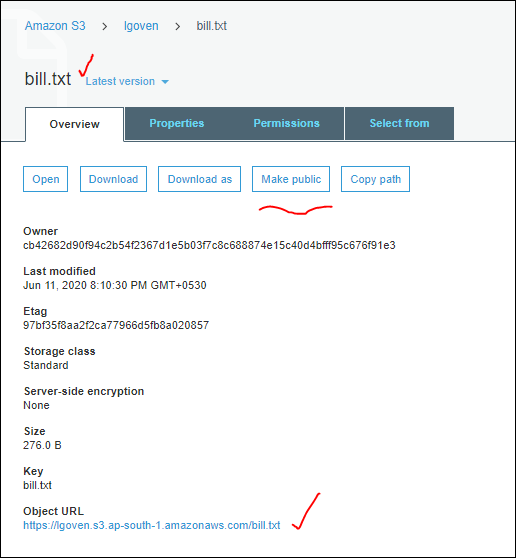 Amazon S3 > lgoven > bill.txt
bill.txt Latest version
Overview Properties Permissions Select from
Open Download Download as Make public Copy path
Owner
cb42682d90f94c2b54f2367d1e5b03f7c8c688874e15c40d4bfff95c676f91e3
Last modified
Jun 11, 2020 8:10:30 PM GMT+0530
Etag
97bf35f8aa2f2ca77966d5fb8a020857
Storage class
Standard
Server-side encryption
None
Size
276.0 B
Key
bill.txt
Object URL
https://lgoven.s3.ap-south-1.amazonaws.com/bill.txt